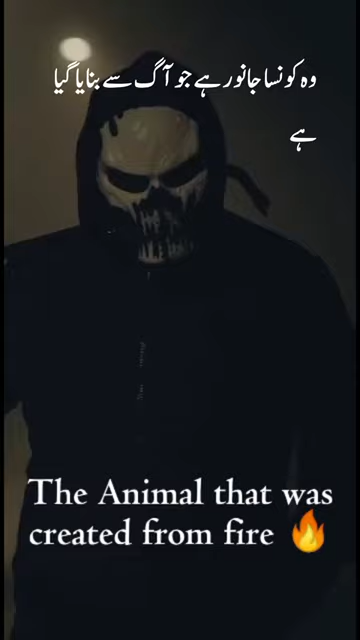 وہ کونسا جانور ہے جو آگ سے بنایا گیا
ہے
The Animal that was
created from fire 🔥